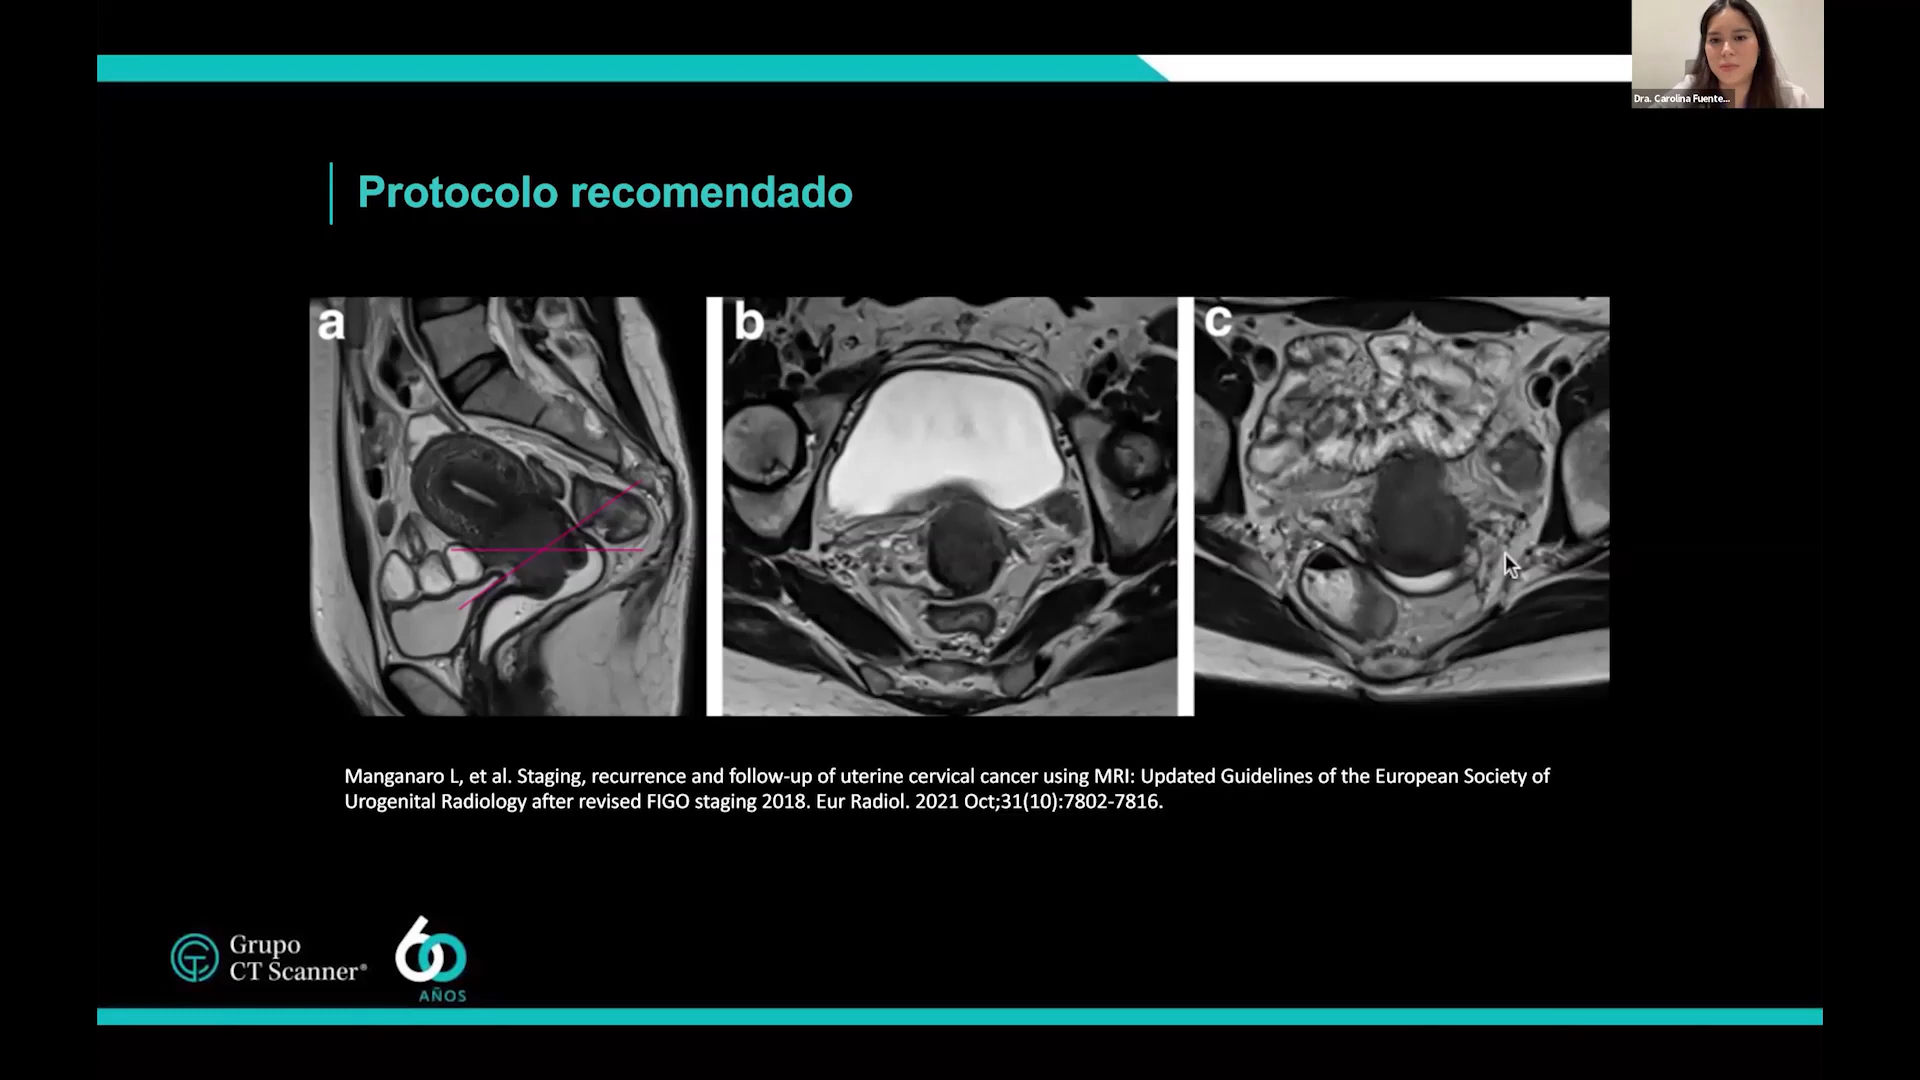 Dra. Carolina Fuente...
Protocolo recomendado
a
b
c
Manganaro L, et al. Staging, recurrence and follow-up of uterine cervical cancer using MRI: Updated Guidelines of the European Society of
Urogenital Radiology after revised FIGO staging 2018. Eur Radiol. 2021 Oct;31(10):7802-7816.
Grupo
CT Scanner®
60
AÑOS